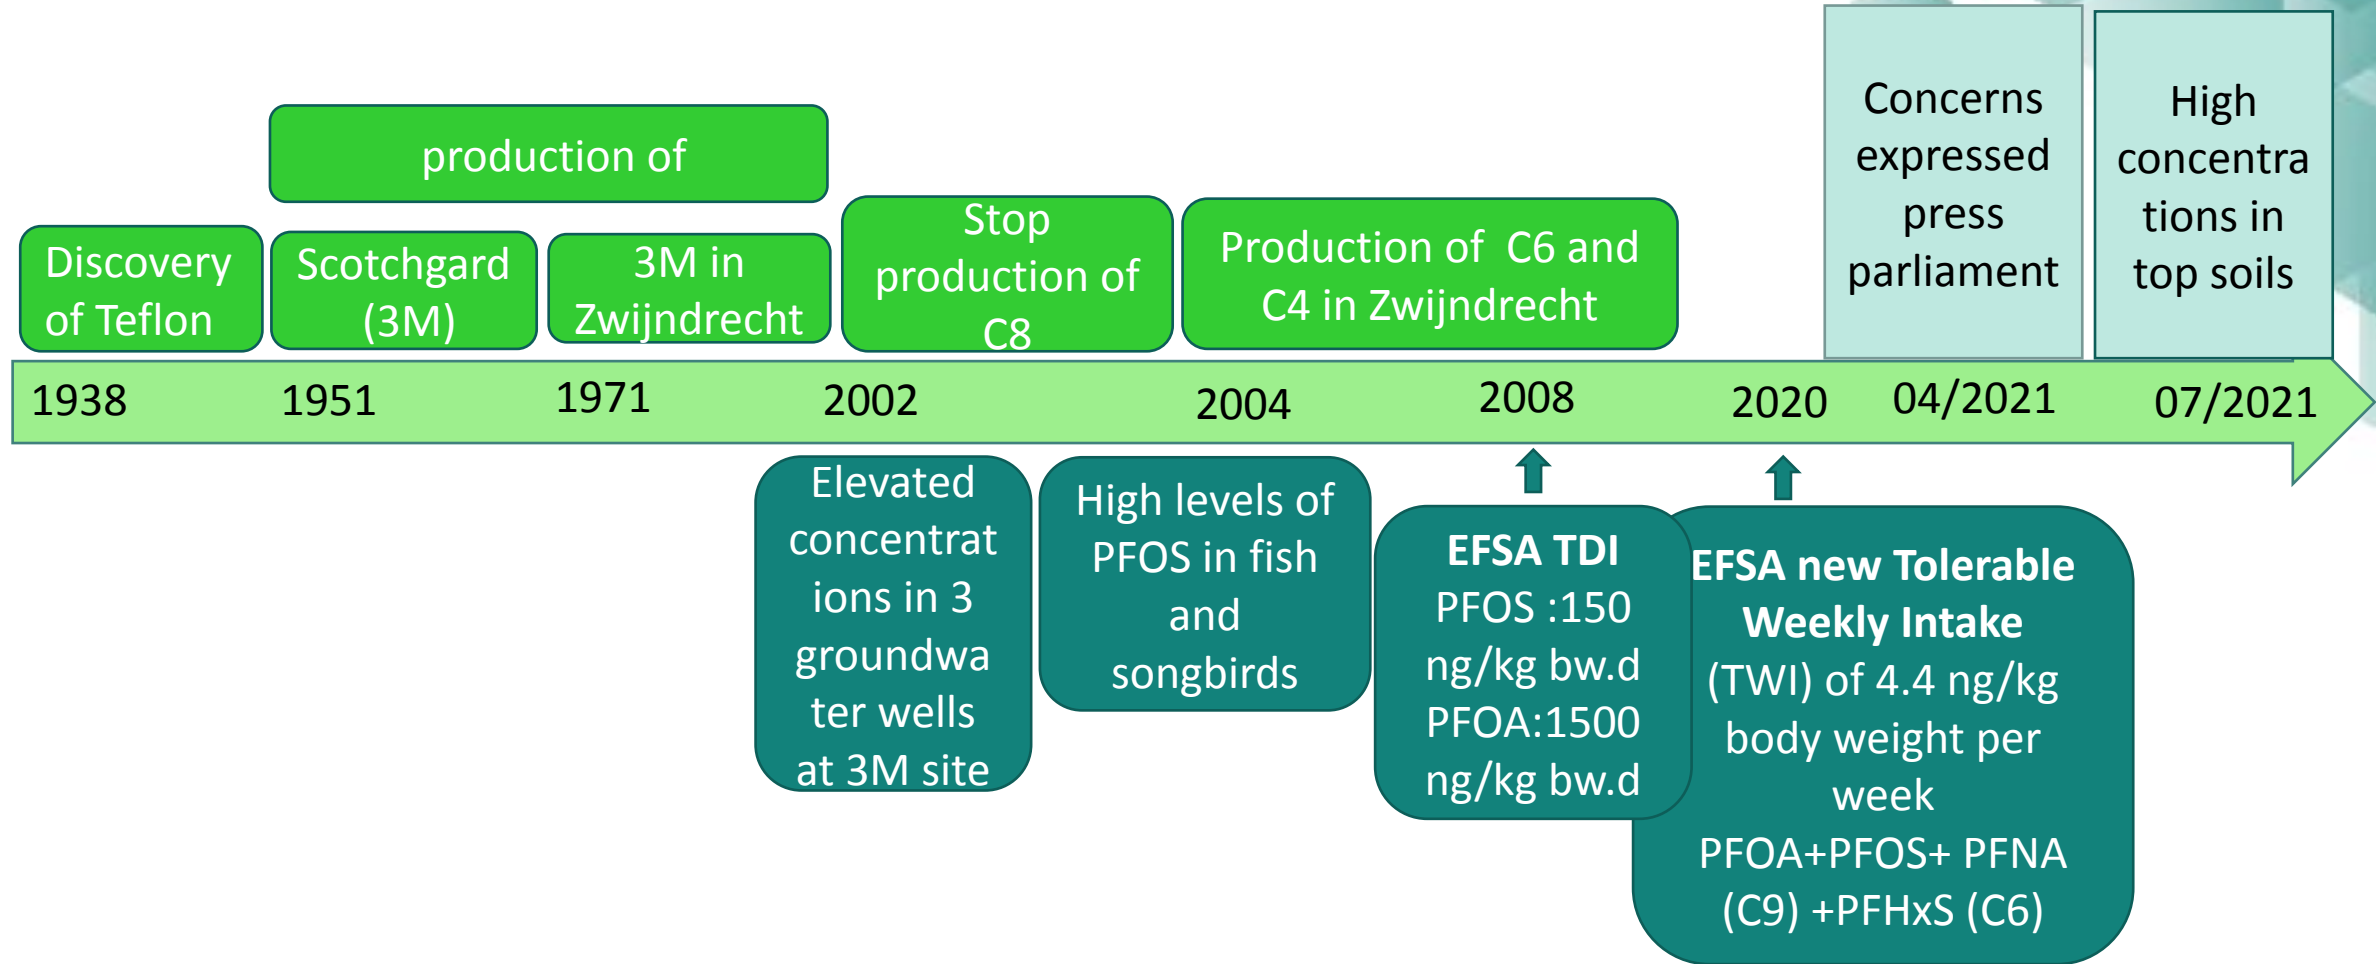 production of
Discovery
of Teflon
Scotchgard
(3M)
3M in
Zwijndrecht
Stop
production of
C8
Production of  C6 and
C4 in Zwijndrecht
Concerns
expressed
press
parliament
High
concentra
tions in
top soils
1938
1951
1971
2002
2004
2008
2020
04/2021
07/2021
Elevated
concentrat
ions in 3
groundwa
ter wells
at 3M site
High levels of
PFOS in fish
and
songbirds
EFSA TDI
PFOS :150
ng/kg bw.d
PFOA:1500
ng/kg bw.d
EFSA new Tolerable
Weekly Intake
(TWI) of 4.4 ng/kg
body weight per
week
PFOA+PFOS+ PFNA
(C9) +PFHxS (C6)